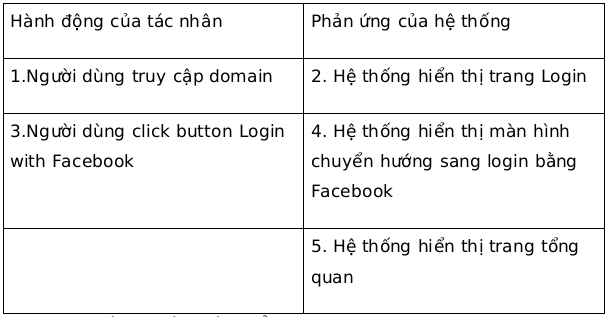 Hành động của tác nhân
Phản ứng của hệ thống
1.Người dùng truy cập domain
2. Hệ thống hiển thị trang Login
3.Người dùng click button Login
with Facebook
4. Hệ thống hiển thị màn hình
chuyển hướng sang login bằng
Facebook
5. Hệ thống hiển thị trang tổng
quan